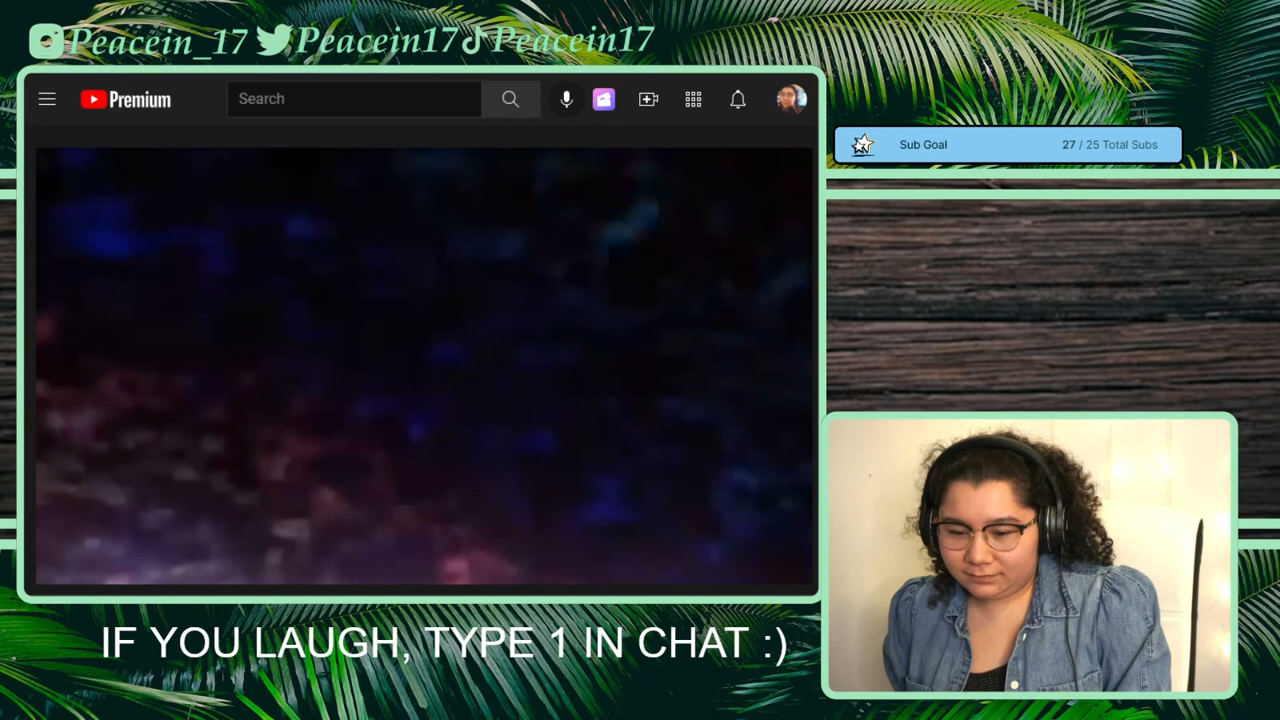 Peacein_17 Peacein17 Peacein17
Premium
Search
Sub Goal 27 / 25 Total Subs
IF YOU LAUGH, TYPE 1 IN CHAT :)